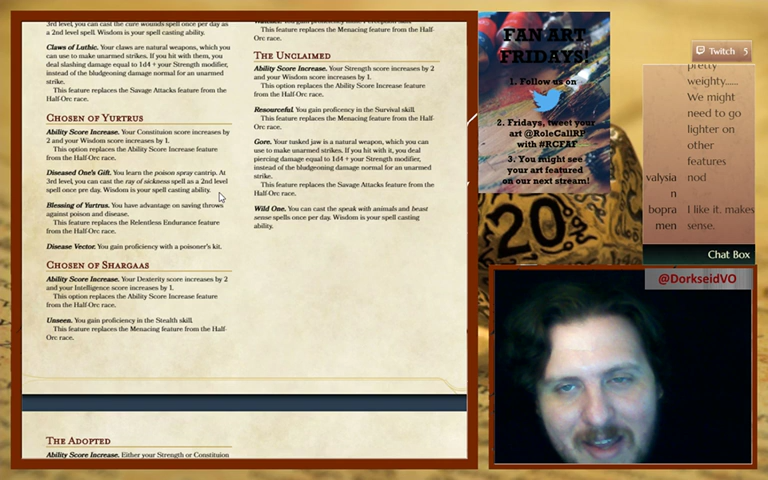 3rd level, you can cast the cure wounds spell once per day as
a 2nd level spell. Wisdom is your spell casting ability.
Claws of Luthic. Your claws are natural weapons, which you
can use to make unarmed strikes. If you hit with them, you
deal slashing damage equal to 1d4 + your Strength modifier,
instead of the bludgeoning damage normal for an unarmed
strike.
This feature replaces the Savage Attacks feature from the
Half-Orc race.
CHOSEN OF YURTRUS
Ability Score Increase. Your Constituion score increases by
2 and your Wisdom score increases by 1.
This option replaces the Ability Score Increase feature
from the Half-Orc race.
Diseased One's Gift. You learn the poison spray cantrip. At
3rd level, you can cast the ray of sickness spell as a 2nd level
spell once per day. Wisdom is your spell casting ability.
Blessing of Yurtrus. You have advantage on saving throws
against poison and disease.
This feature replaces the Relentless Endurance feature
from the Half-Orc race.
Disease Vector. You gain proficiency with a poisoner's kit.
CHOSEN OF SHARGAAS
Ability Score Increase. Your Dexterity score increases by 2
and your Intelligence score increases by 1.
This option replaces the Ability Score Increase feature
from the Half-Orc race.
Unseen. You gain proficiency in the Stealth skill.
This feature replaces the Menacing feature from the Half-
Orc race.
This feature replaces the Menacing feature from the Half-
Orc race.
THE UNCLAIMED
Ability Score Increase. Your Strength score increases by 2
and your Wisdom score increases by 1.
This option replaces the Ability Score Increase feature
from the Half-Orc race.
Resourceful. You gain proficiency in the Survival skill.
This feature replaces the Menacing feature from the Half-
Orc race.
Gore. Your tusked jaw is a natural weapon, which you can
use to make unarmed strikes. If you hit with it, you deal
piercing damage equal to 1d4 + your Strength modifier,
instead of the bludgeoning damage normal for an unarmed
strike.
This feature replaces the Savage Attacks feature from the
Half-Orc race.
Wild One. You can cast the speak with animals and beast
sense spells once per day. Wisdom is your spell casting
ability.
THE ADOPTED
Ability Score Increase. Either your Strength or Constituion
FAN ART
FRIDAYS!
1. Follow us on
2. Fridays, tweet your
art @RoleCallRP
with #RCFAF
3. You might see
your art featured
on our next stream!
20
Twitch 5
pretty
weighty......
We might
need to go
lighter on
other
features
valysia nod
n
bopra I like it. makes
men sense.
Chat Box
@DorkseidVO